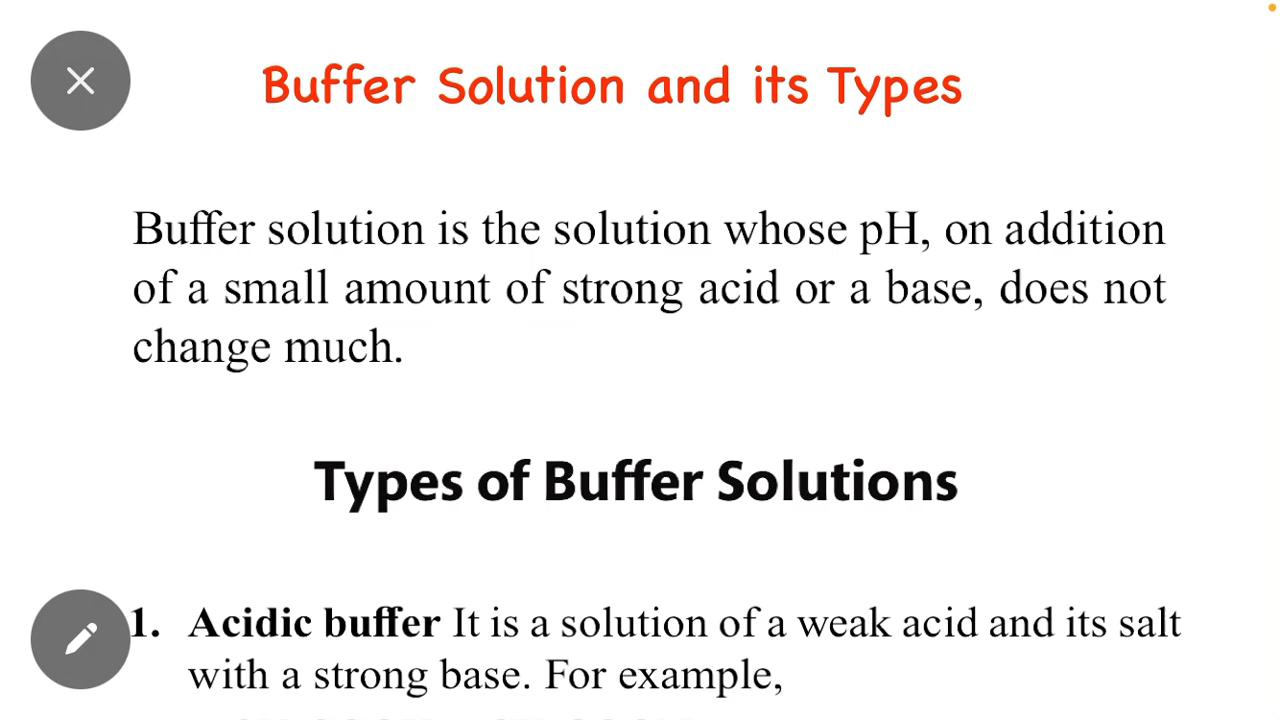 Buffer Solution and its Types
Buffer solution is the solution whose pH, on addition
of a small amount of strong acid or a base, does not
change much.
Types of Buffer Solutions
1. Acidic buffer It is a solution of a weak acid and its salt
with a strong base. For example,